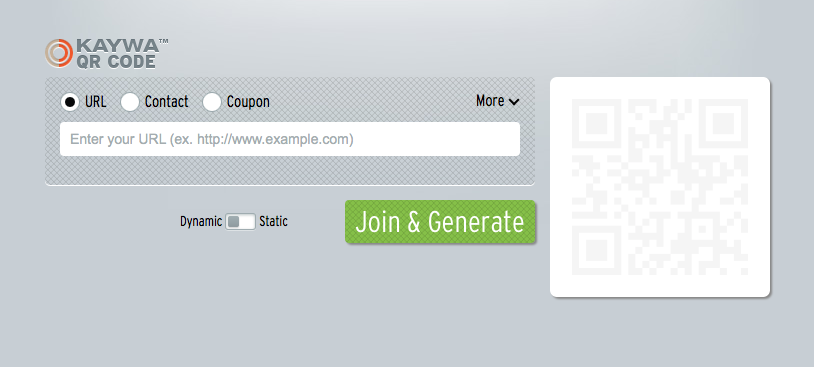 KAYWA™
QR CODE
URL Contact Coupon More
Enter your URL (ex. http://www.example.com)
Dynamic Static Join & Generate